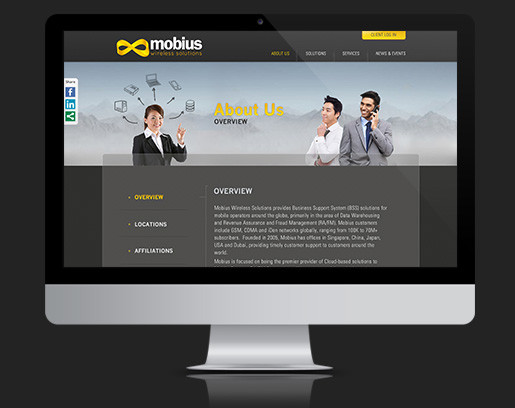 mobius
wireless solutions
CLIENT LOG IN
ABOUT US
SOLUTIONS
SERVICES
NEWS & EVENTS
Share
About Us
OVERVIEW
OVERVIEW
LOCATIONS
AFFILIATIONS
OVERVIEW
Mobius Wireless Solutions provides Business Support System (BSS) solutions for
mobile operators around the globe, primarily in the area of Data Warehousing
and Revenue Assurance and Fraud Management (RA/FM). Mobius customers
include GSM, CDMA and iDen networks globally, ranging from 100K to 70M+
subscribers. Founded in 2005, Mobius has offices in Singapore, China, Japan,
USA and Dubai, providing timely customer support to customers around the
world.
Mobius is focused on being the premier provider of Cloud-based solutions to